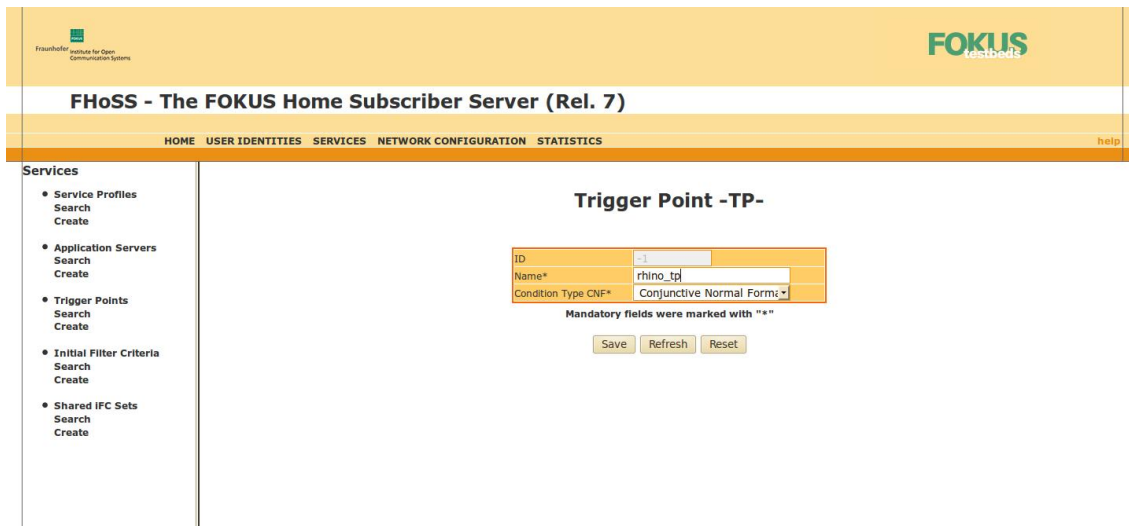 Fraunhofer Institute for Open
Communication Systems
FOKUS
testbeds
FHoSS - The FOKUS Home Subscriber Server (Rel. 7)
HOME USER IDENTITIES SERVICES NETWORK CONFIGURATION STATISTICS help
Services
Service Profiles
Search
Create
Application Servers
Search
Create
Trigger Points
Search
Create
Initial Filter Criteria
Search
Create
Shared iFC Sets
Search
Create
Trigger Point -TP-
ID -1
Name* rhino_tp
Condition Type CNF* Conjunctive Normal Forma
Mandatory fields were marked with "*"
Save Refresh Reset